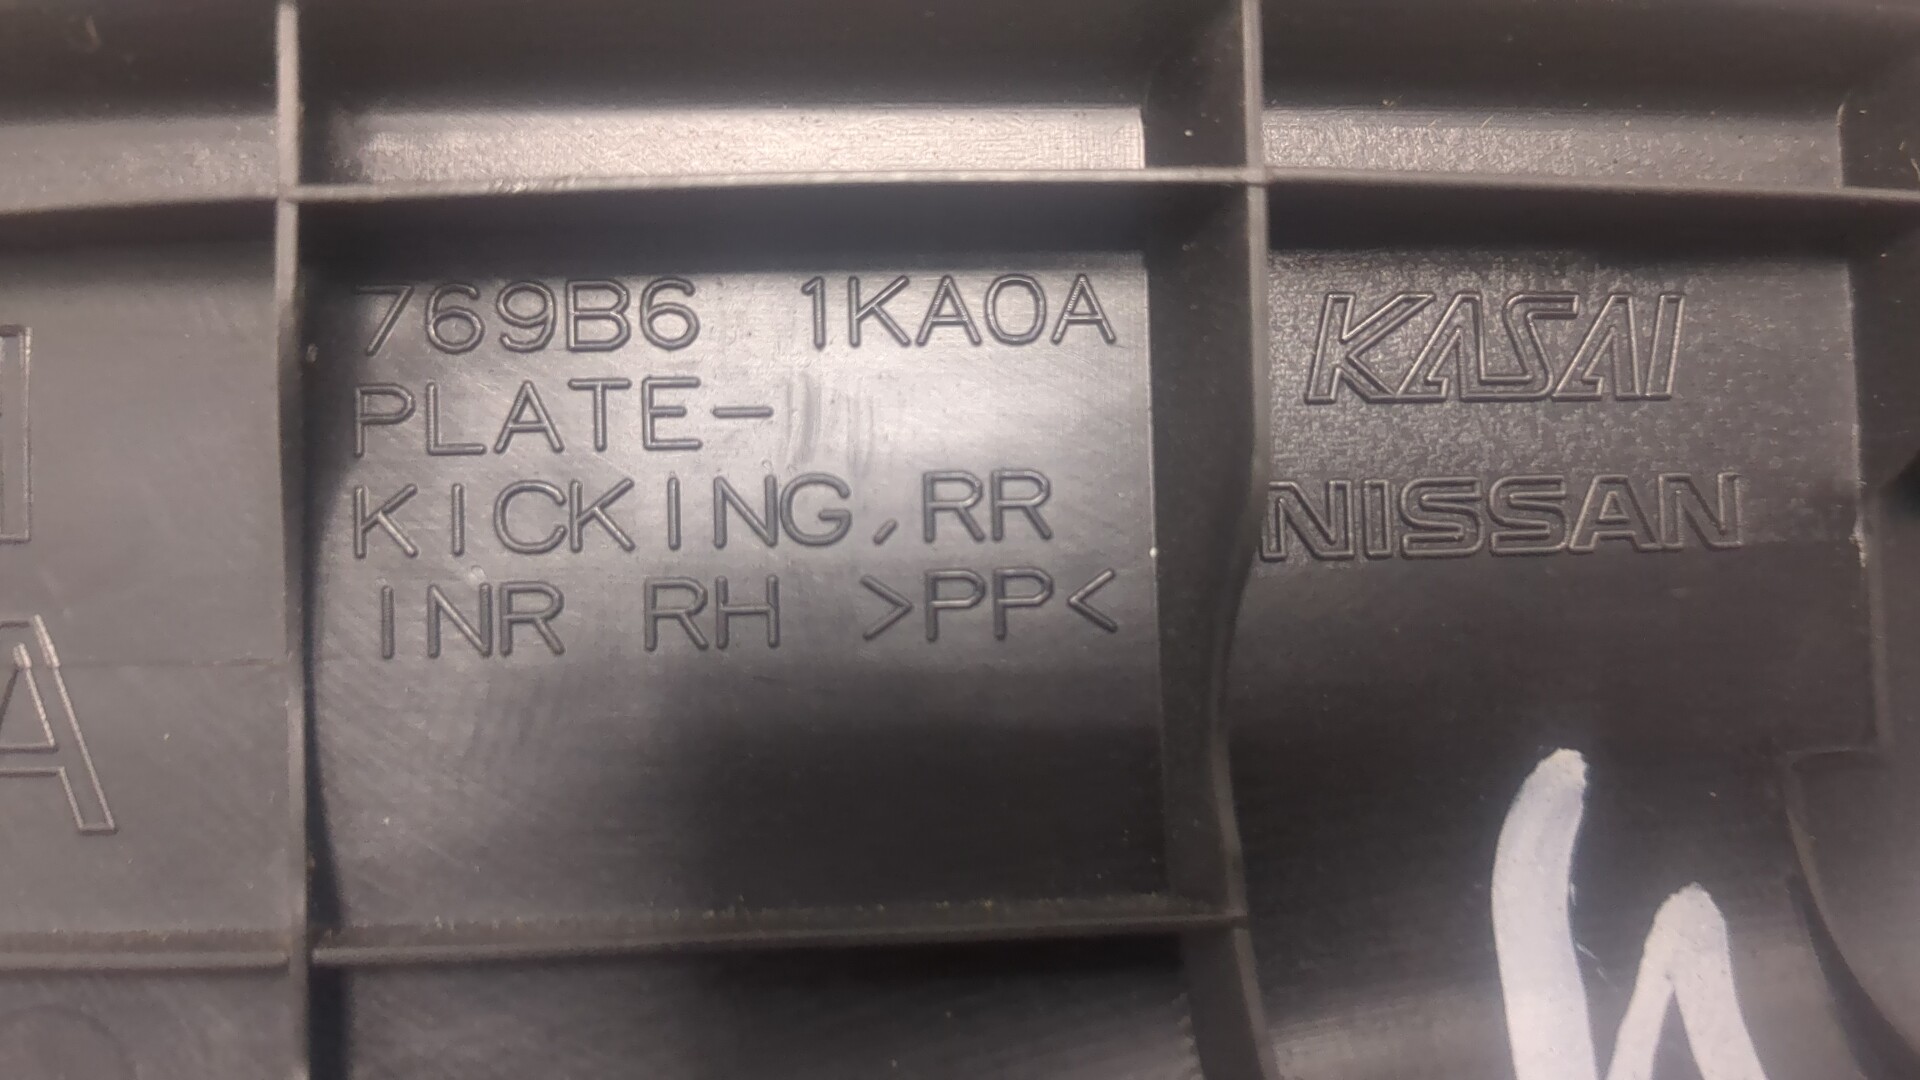 769B6 1KA0A
PLATE-
KICKING,RR
INR RH >PP<
KASAI
NISSAN
A